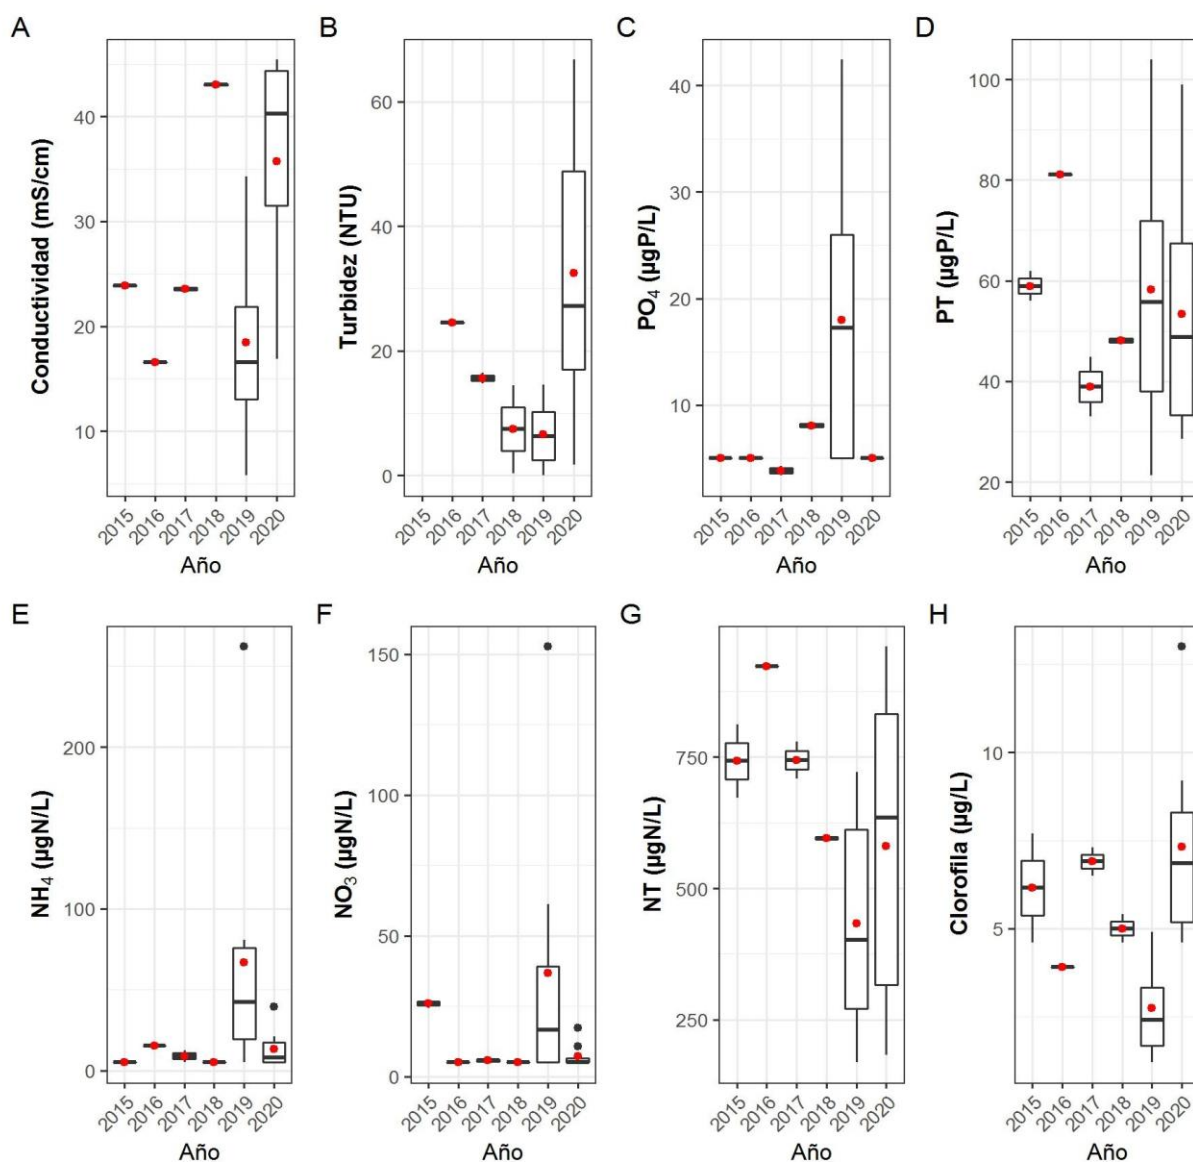 A
Conductividad (mS/cm)
40
30
20
10
2015 2016 2017 2018 2019 2020
Año
B
Turbidez (NTU)
60
40
20
0
2015 2016 2017 2018 2019 2020
Año
C
PO₄ (µgP/L)
40
30
20
10
2015 2016 2017 2018 2019 2020
Año
D
PT (µgP/L)
100
80
60
40
20
2015 2016 2017 2018 2019 2020
Año
E
NH₄ (µgN/L)
200
100
0
2015 2016 2017 2018 2019 2020
Año
F
NO₃ (µgN/L)
150
100
50
0
2015 2016 2017 2018 2019 2020
Año
G
NT (µgN/L)
750
500
250
2015 2016 2017 2018 2019 2020
Año
H
Clorofila (µg/L)
10
5
2015 2016 2017 2018 2019 2020
Año